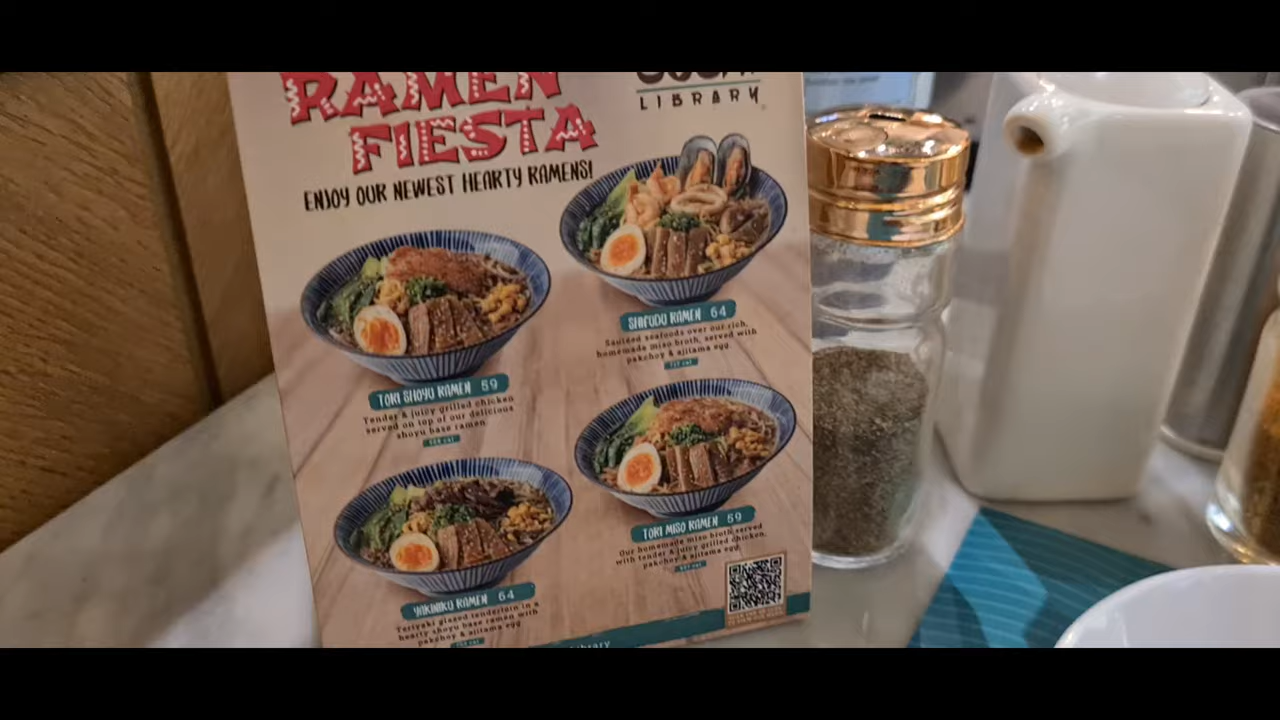 RAMEN
FIESTA
ENJOY OUR NEWEST HEARTY RAMENS!
LIBRARY
SHIFUDO RAMEN 64
Sauteed seafoods over our rich,
homemade miso broth, served with
pakchoy & ajitama egg
TORI SHOYU RAMEN 59
Tender & juicy grilled chicken
served on top of our delicious
shoyu base ramen
TORI MISO RAMEN 59
Our homemade miso broth served
with tender & juicy grilled chicken,
pakchoy & ajitama egg
YAKINIKU RAMEN 64
Teriyaki glazed tenderloin in a
hearty shoyu base ramen with
pakchoy & ajitama egg
library